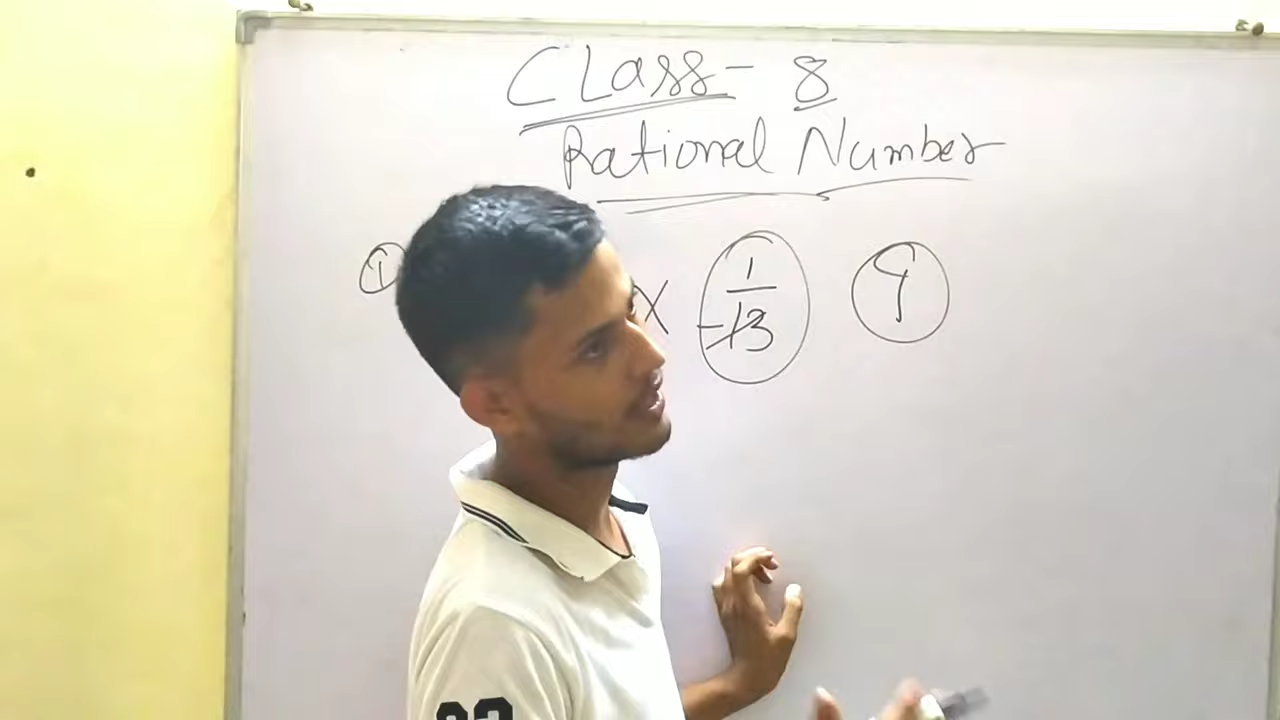 Class - 8
Rational Number
① × 1/-13 9